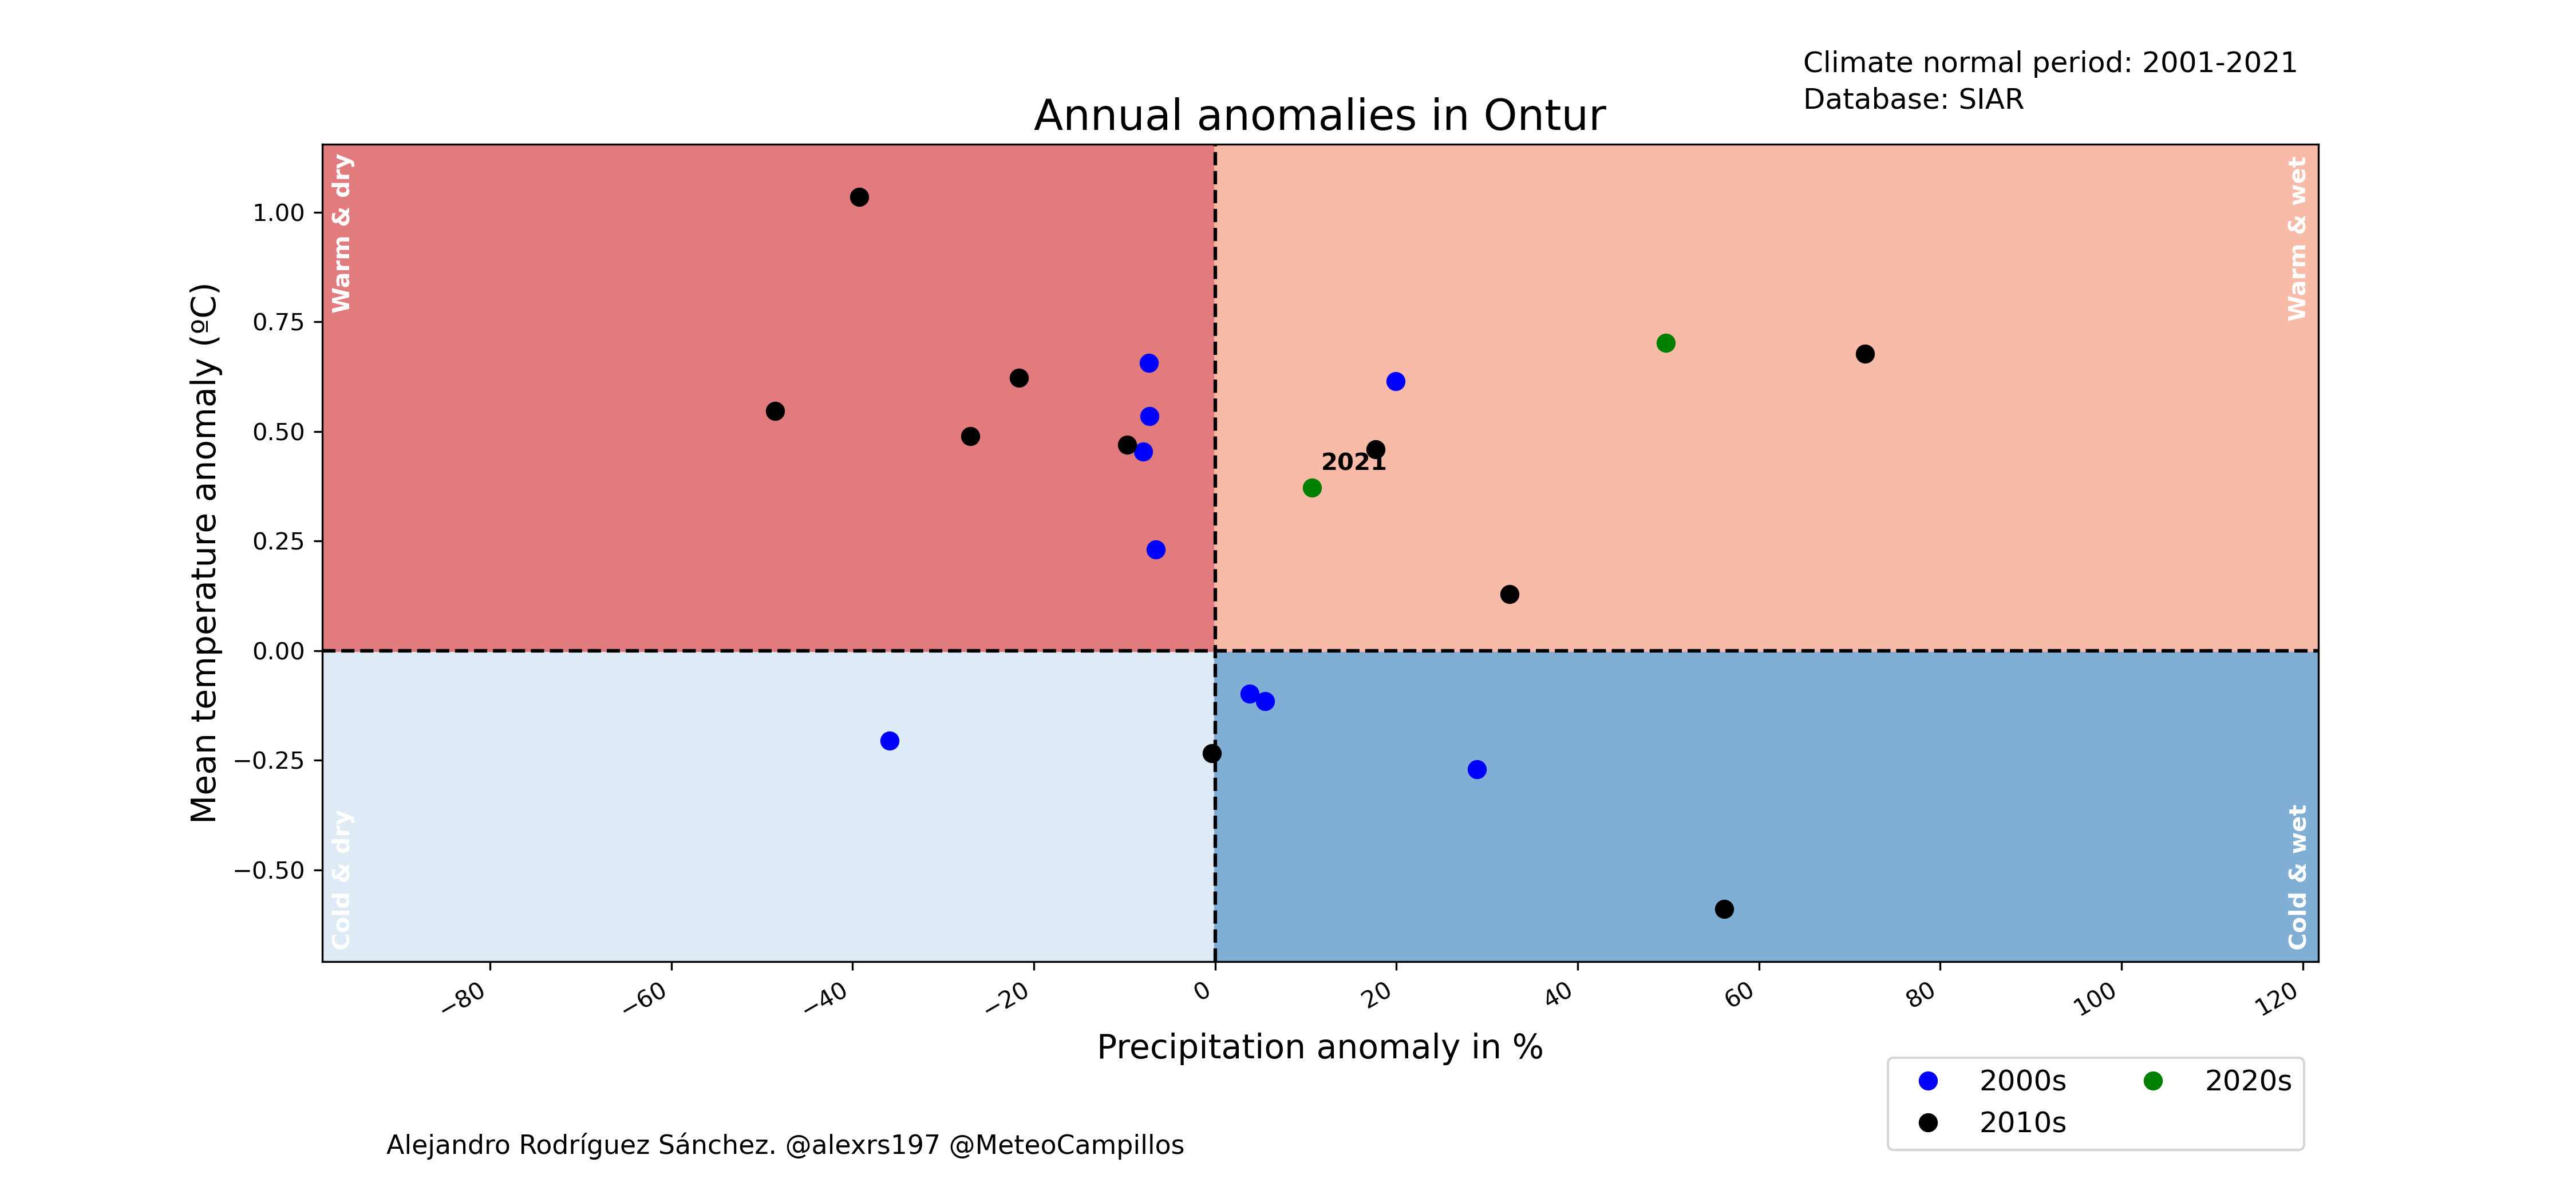 Climate normal period: 2001-2021
Database: SIAR
Annual anomalies in Ontur
Warm & dry
Warm & wet
Mean temperature anomaly (ºC)
1.00
0.75
0.50
0.25
0.00
−0.25
−0.50
2021
Cold & dry
Cold & wet
−80
−60
−40
−20
0
20
40
60
80
100
120
Precipitation anomaly in %
2000s
2010s
2020s
Alejandro Rodríguez Sánchez. @alexrs197 @MeteoCampillos